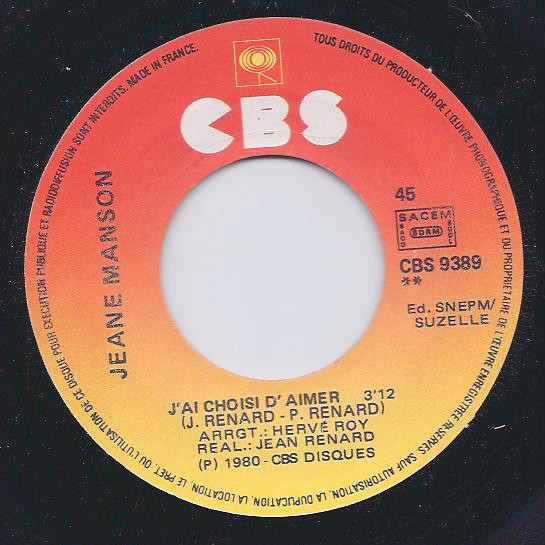 CBS
TOUS DROITS DU PRODUCTEUR DE L'ŒUVRE PHONOGRAPHIQUE ET DU PROPRIETAIRE DE L'ŒUVRE ENREGISTREE RESERVES. SAUF AUTORISATION, LA DUPLICATION, LA LOCATION, LE PRET, OU L'UTILISATION DE CE DISQUE POUR EXECUTION PUBLIQUE ET RADIODIFFUSION SONT INTERDITS. MADE IN FRANCE.
JEANE MANSON
45
SACEM
SACD
SDRM
SGDL
CBS 9389
**
Ed. SNEPM/
SUZELLE
J'AI CHOISI D'AIMER 3'12
(J. RENARD - P. RENARD)
ARRGT.: HERVÉ ROY
REAL.: JEAN RENARD
(P) 1980 - CBS DISQUES